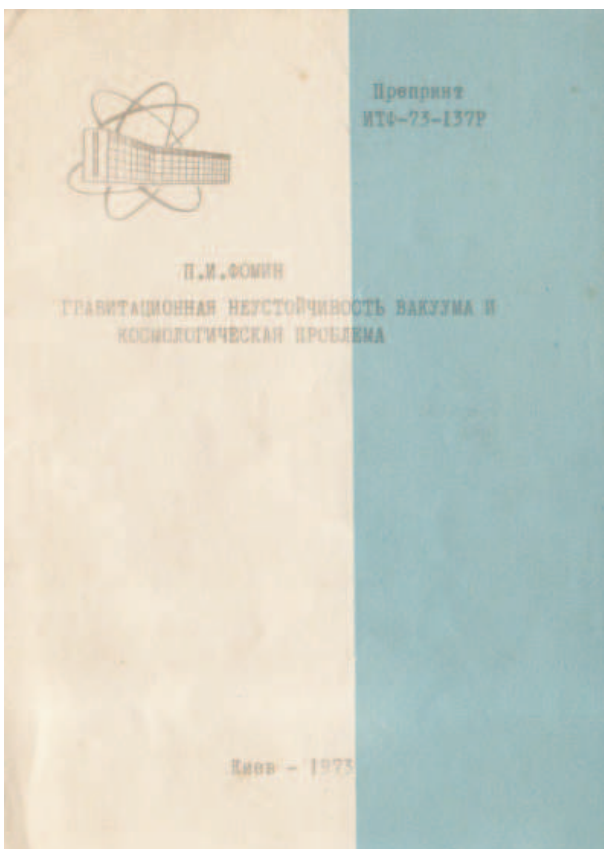 Препринт
ИТФ-73-137Р
П.И.ФОМИН
ГРАВИТАЦИОННАЯ НЕУСТОЙЧИВОСТЬ ВАКУУМА И
КОСМОЛОГИЧЕСКАЯ ПРОБЛЕМА
Киев - 1973